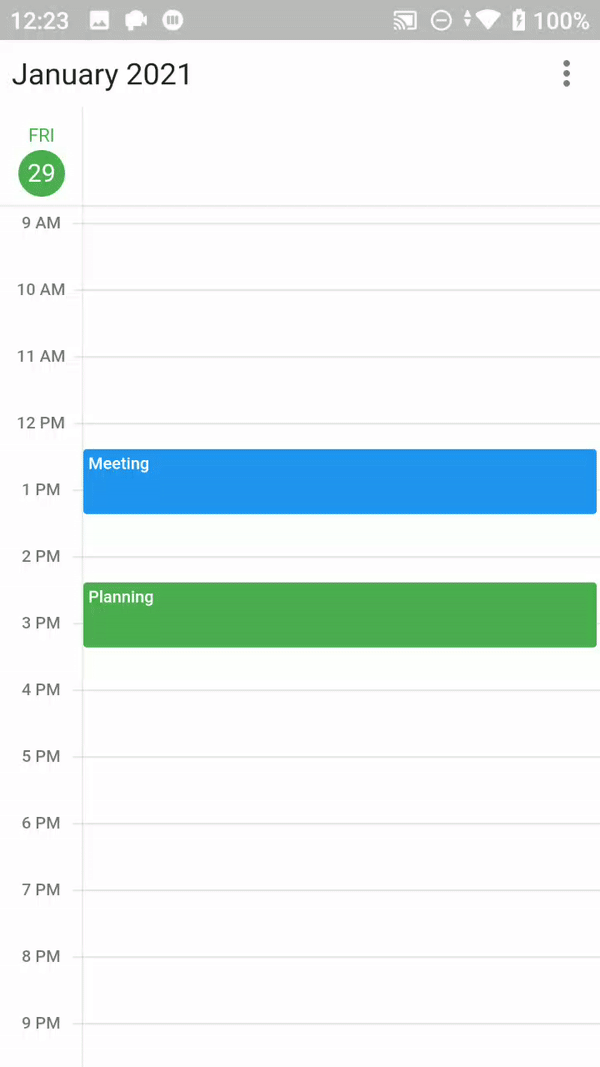 12:23 100%
January 2021
FRI
29
9 AM
10 AM
11 AM
12 PM
Meeting
1 PM
2 PM
Planning
3 PM
4 PM
5 PM
6 PM
7 PM
8 PM
9 PM